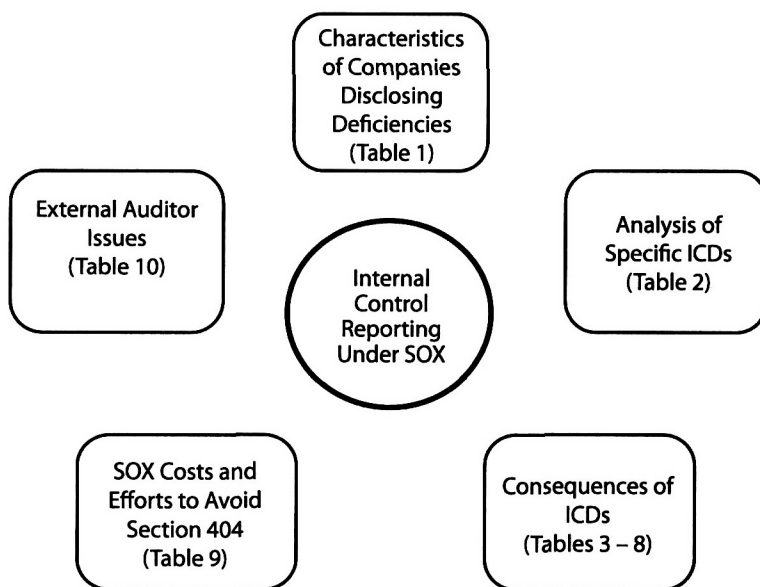 Characteristics
of Companies
Disclosing
Deficiencies
(Table 1)
External Auditor
Issues
(Table 10)
Analysis of
Specific ICDs
(Table 2)
Internal
Control
Reporting
Under SOX
SOX Costs and
Efforts to Avoid
Section 404
(Table 9)
Consequences of
ICDs
(Tables 3 – 8)